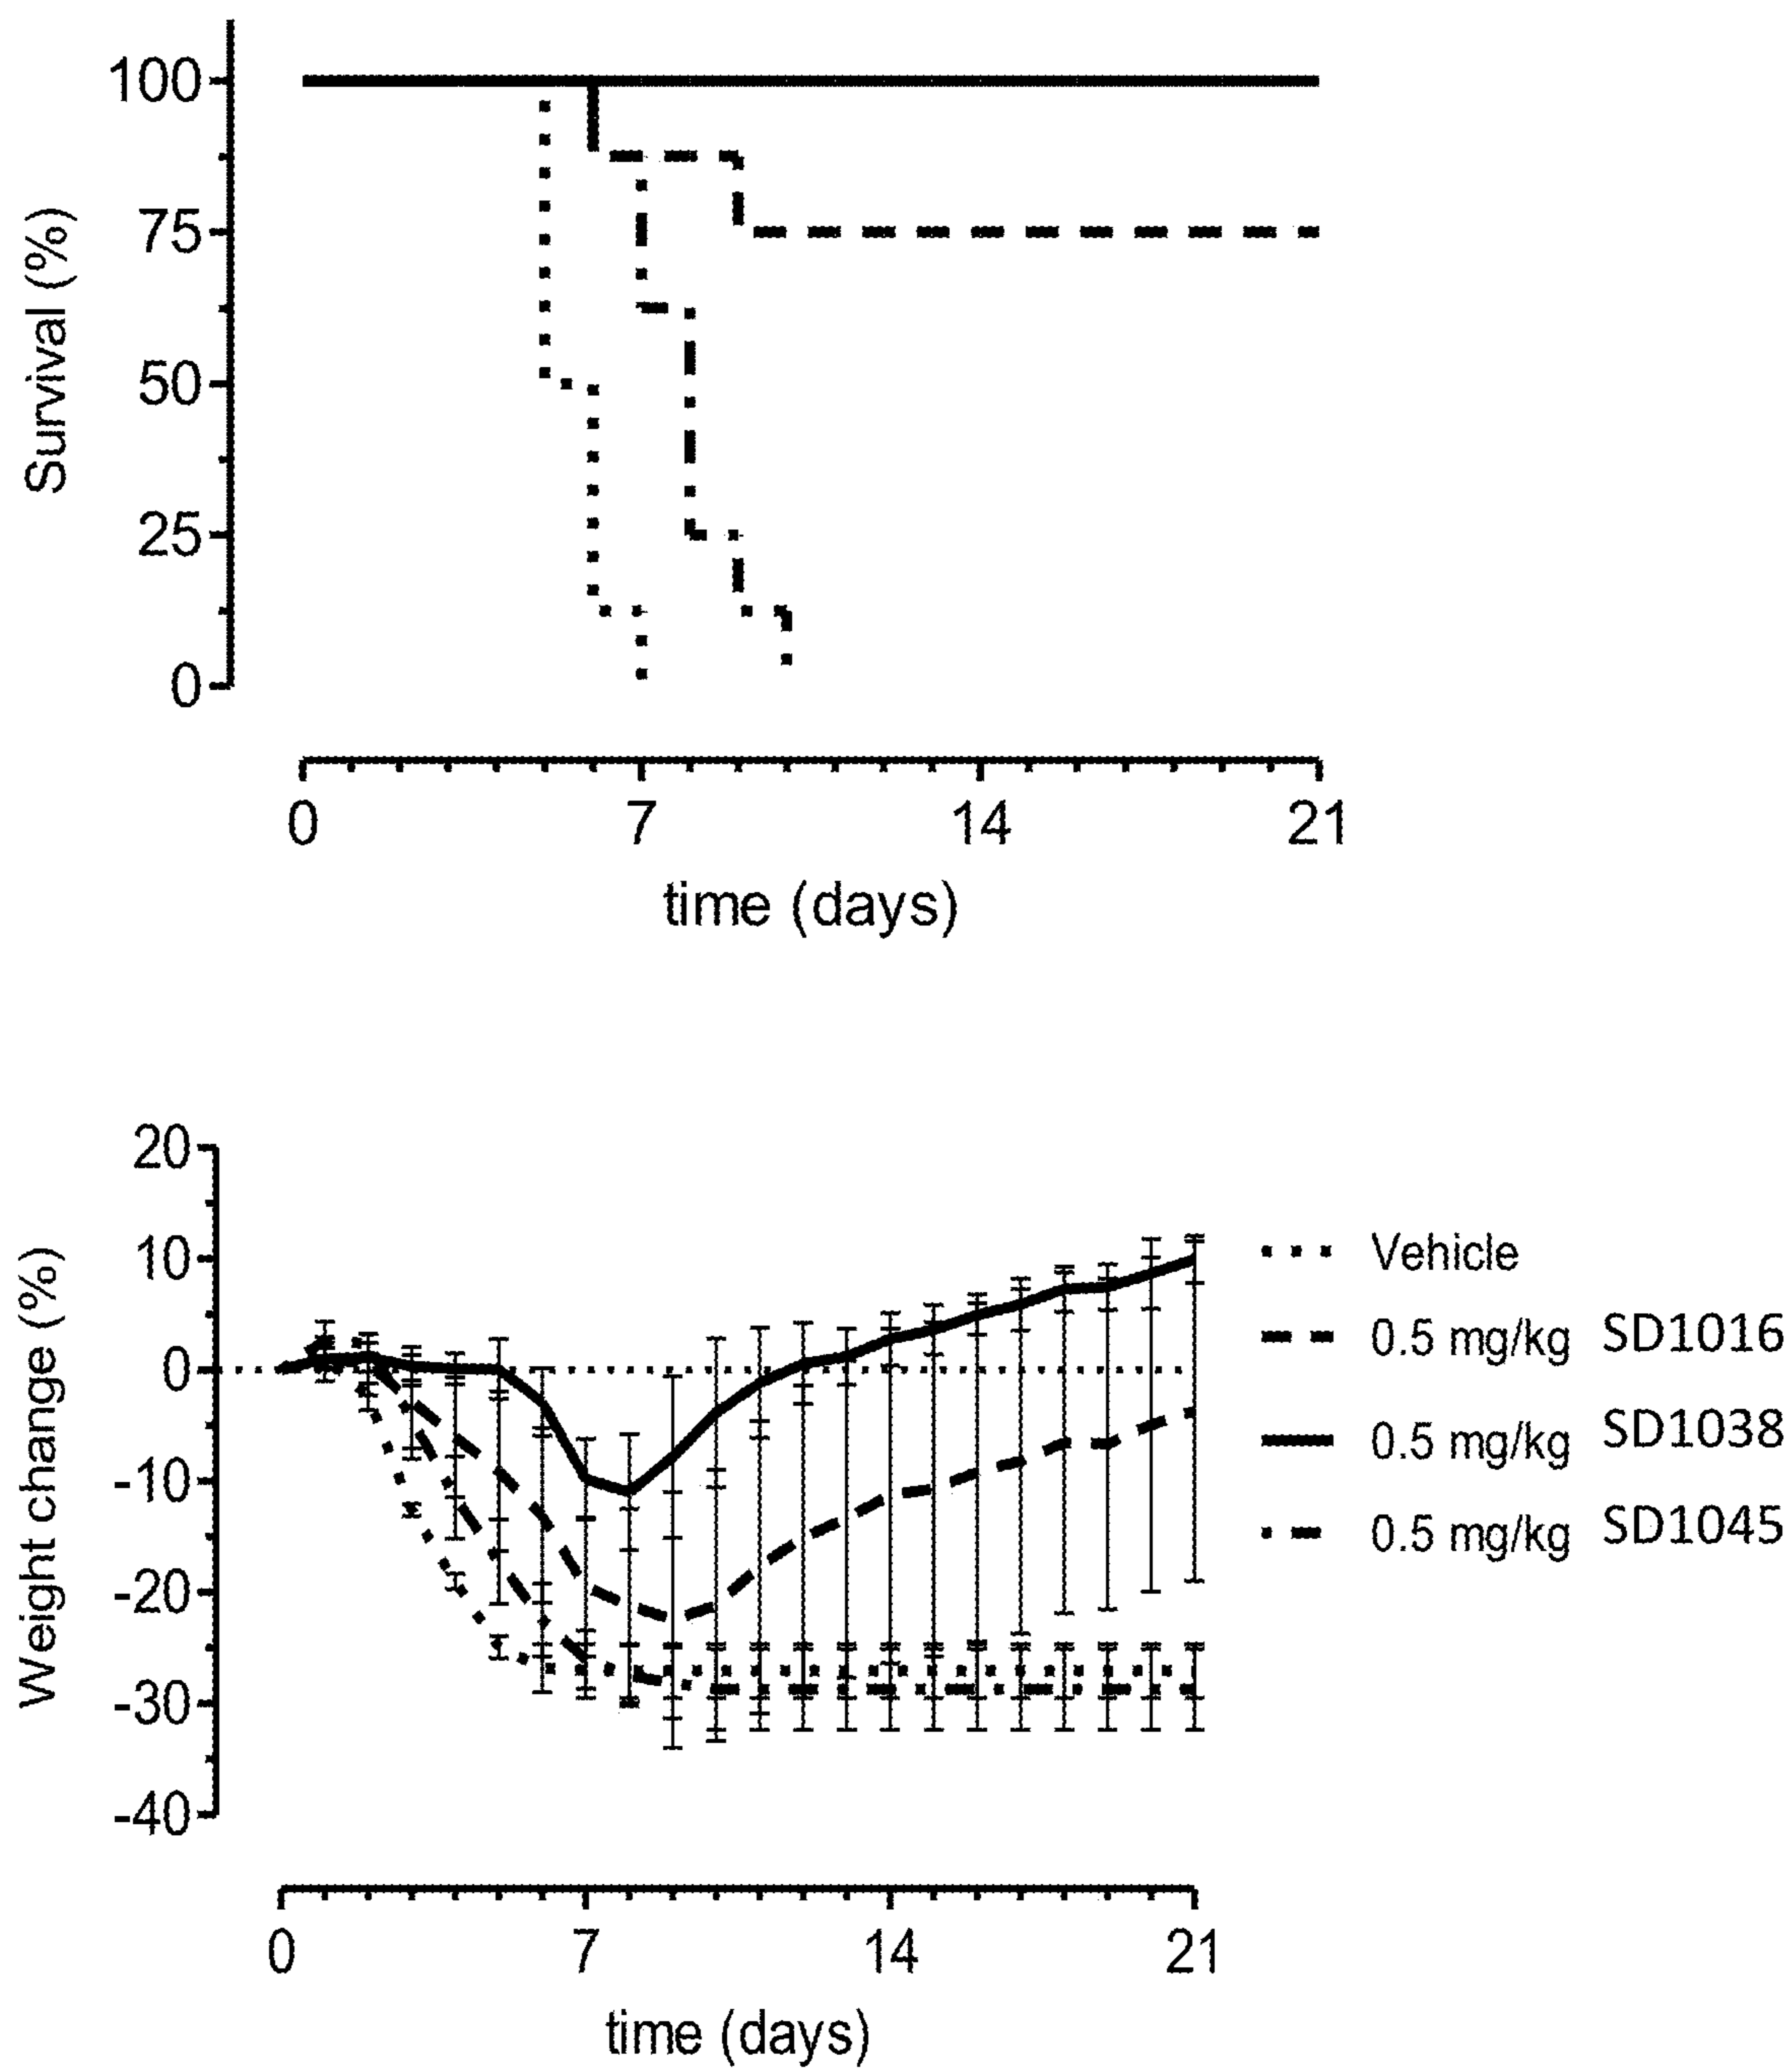 100
75
50
25
0
Survival (%)
0 7 14 21
time (days)
20
10
0
-10
-20
-30
-40
Weight change (%)
0 7 14 21
time (days)
Vehicle
0.5 mg/kg SD1016
0.5 mg/kg SD1038
0.5 mg/kg SD1045